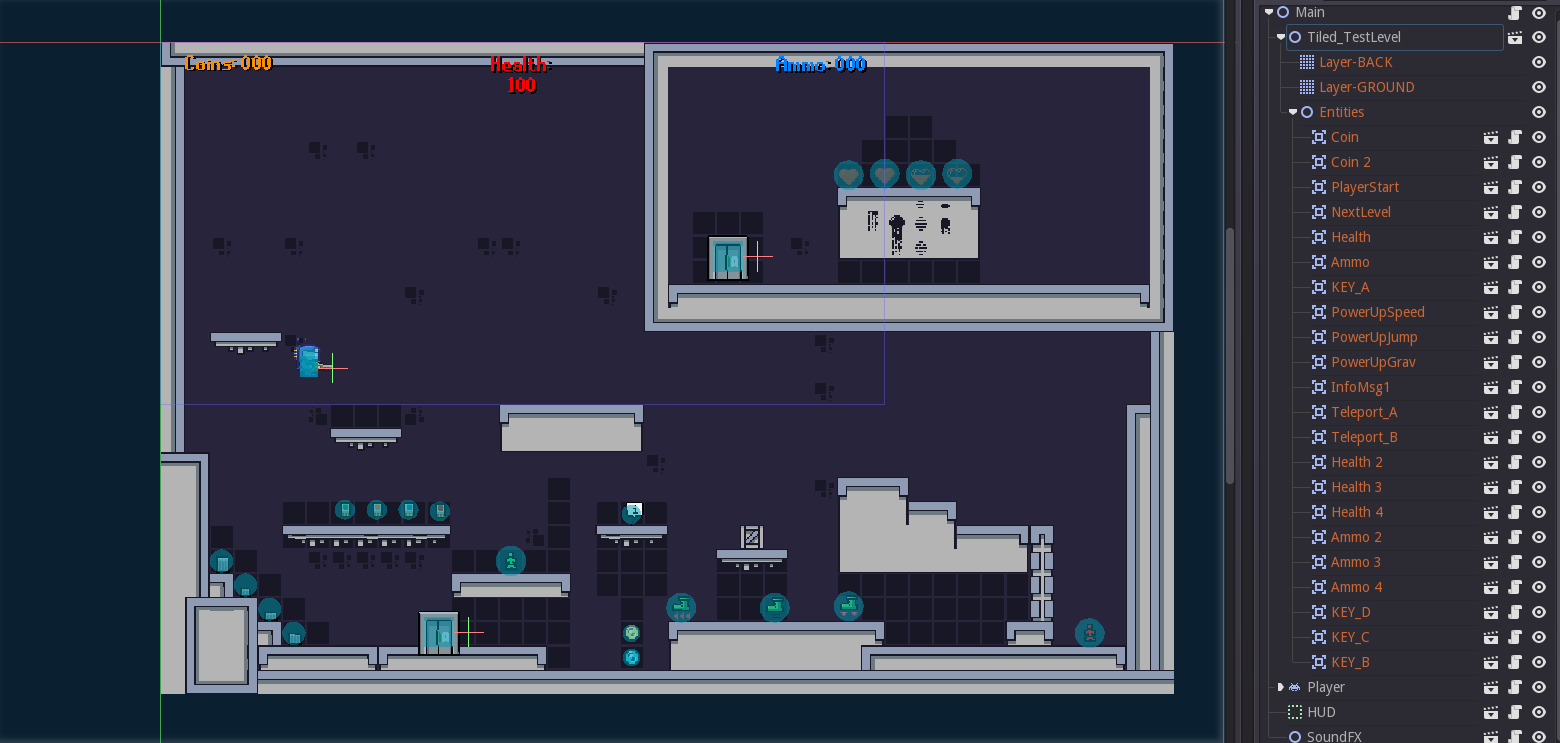 Coins: 000
Health:
100
Ammo: 000
Main
Tiled_TestLevel
Layer-BACK
Layer-GROUND
Entities
Coin
Coin 2
PlayerStart
NextLevel
Health
Ammo
KEY_A
PowerUpSpeed
PowerUpJump
PowerUpGrav
InfoMsg1
Teleport_A
Teleport_B
Health 2
Health 3
Health 4
Ammo 2
Ammo 3
Ammo 4
KEY_D
KEY_C
KEY_B
Player
HUD
SoundFX